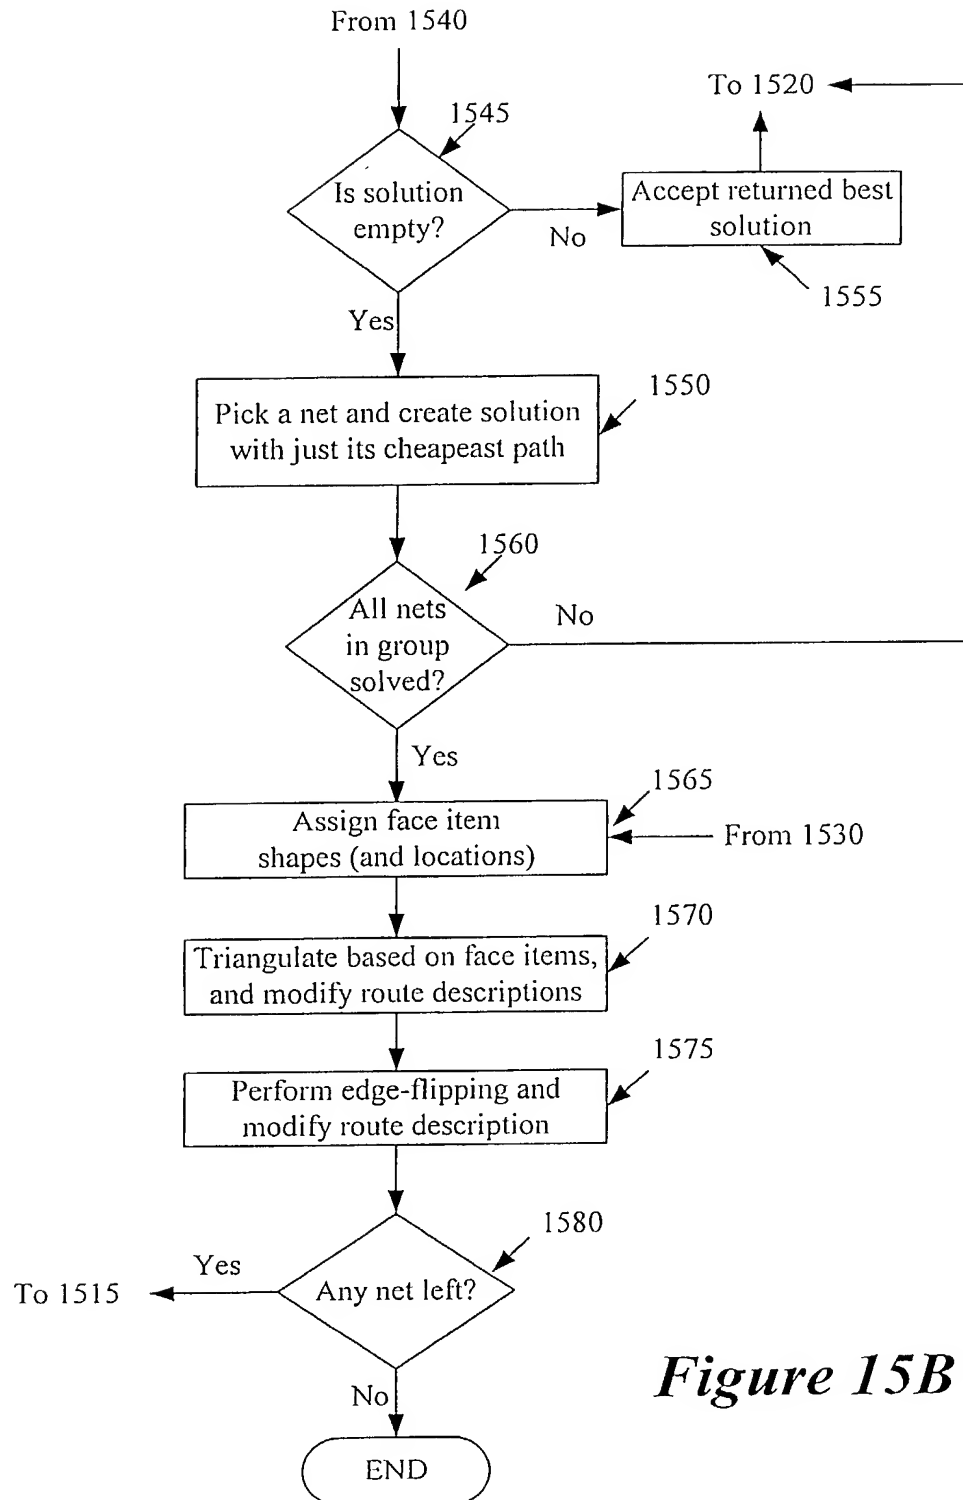 From 1540
To 1520
1545
Is solution
empty?
No
Accept returned best
solution
1555
Yes
1550
Pick a net and create solution
with just its cheapeast path
1560
All nets
in group
solved?
No
Yes
1565
Assign face item
shapes (and locations)
From 1530
1570
Triangulate based on face items,
and modify route descriptions
1575
Perform edge-flipping and
modify route description
1580
Any net left?
Yes
To 1515
No
END
Figure 15B